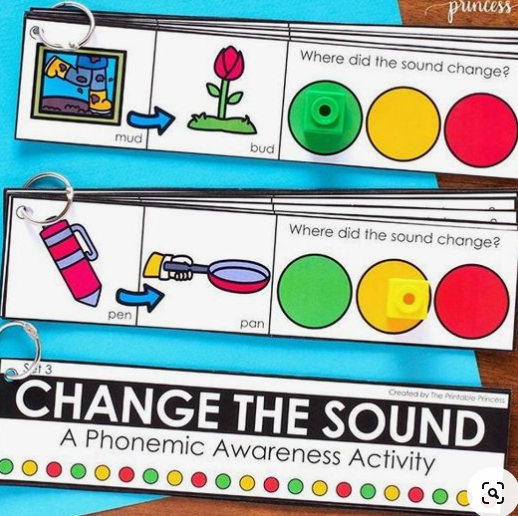 princess
Where did the sound change?
mud
bud
Where did the sound change?
pen
pan
Set 3
Created by The Printable Princess
CHANGE THE SOUND
A Phonemic Awareness Activity